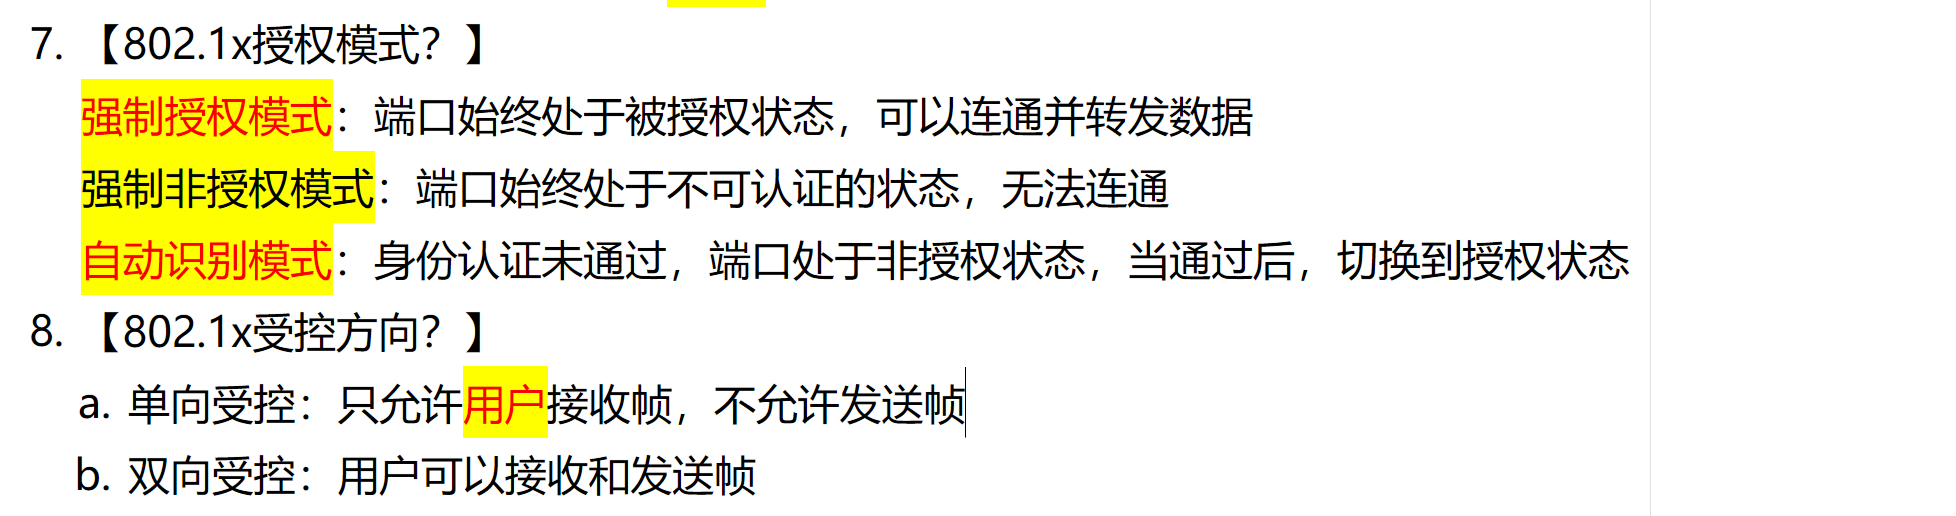 7. 【802.1x授权模式？】
强制授权模式：端口始终处于被授权状态，可以连通并转发数据
强制非授权模式：端口始终处于不可认证的状态，无法连通
自动识别模式：身份认证未通过，端口处于非授权状态，当通过后，切换到授权状态
8. 【802.1x受控方向？】
a. 单向受控：只允许用户接收帧，不允许发送帧
b. 双向受控：用户可以接收和发送帧